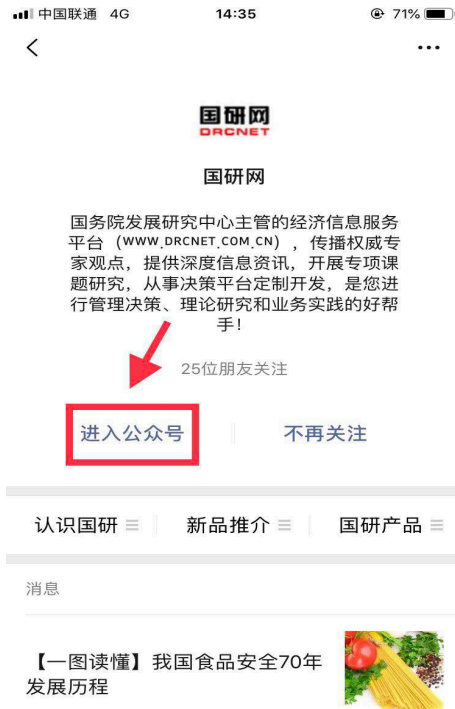 中国联通 4G 14:35 71%
国研网
DRCNET
国研网
国务院发展研究中心主管的经济信息服务
平台（WWW.DRCNET.COM.CN），传播权威专
家观点，提供深度信息资讯，开展专项课
题研究，从事决策平台定制开发，是您进
行管理决策、理论研究和业务实践的好帮
手！
25位朋友关注
进入公众号 不再关注
认识国研 新品推介 国研产品
消息
【一图读懂】我国食品安全70年
发展历程